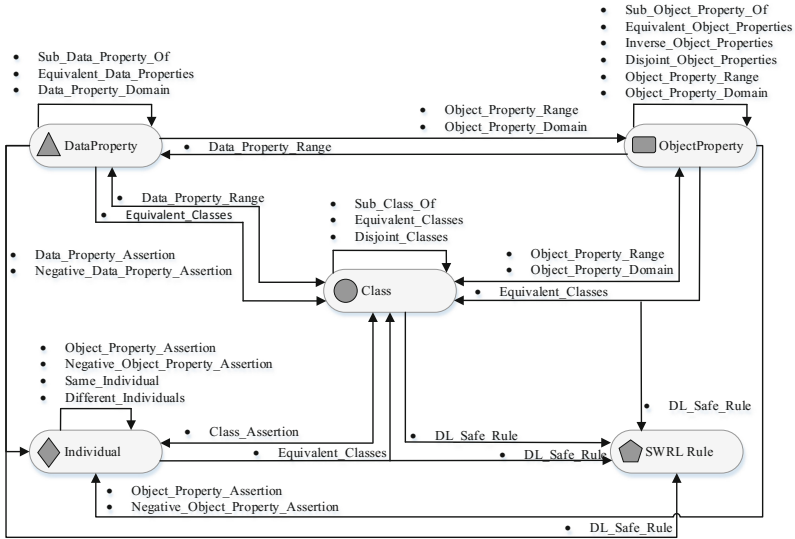 Sub_Object_Property_Of
Equivalent_Object_Properties
Inverse_Object_Properties
Disjoint_Object_Properties
Object_Property_Range
Object_Property_Domain
Sub_Data_Property_Of
Equivalent_Data_Properties
Data_Property_Domain
Object_Property_Range
Object_Property_Domain
DataProperty
Data_Property_Range
ObjectProperty
Data_Property_Range
Equivalent_Classes
Sub_Class_Of
Equivalent_Classes
Disjoint_Classes
Data_Property_Assertion
Negative_Data_Property_Assertion
Object_Property_Range
Object_Property_Domain
Class
Equivalent_Classes
Object_Property_Assertion
Negative_Object_Property_Assertion
Same_Individual
Different_Individuals
DL_Safe_Rule
Class_Assertion
DL_Safe_Rule
Individual
Equivalent_Classes
DL_Safe_Rule
SWRL Rule
Object_Property_Assertion
Negative_Object_Property_Assertion
DL_Safe_Rule